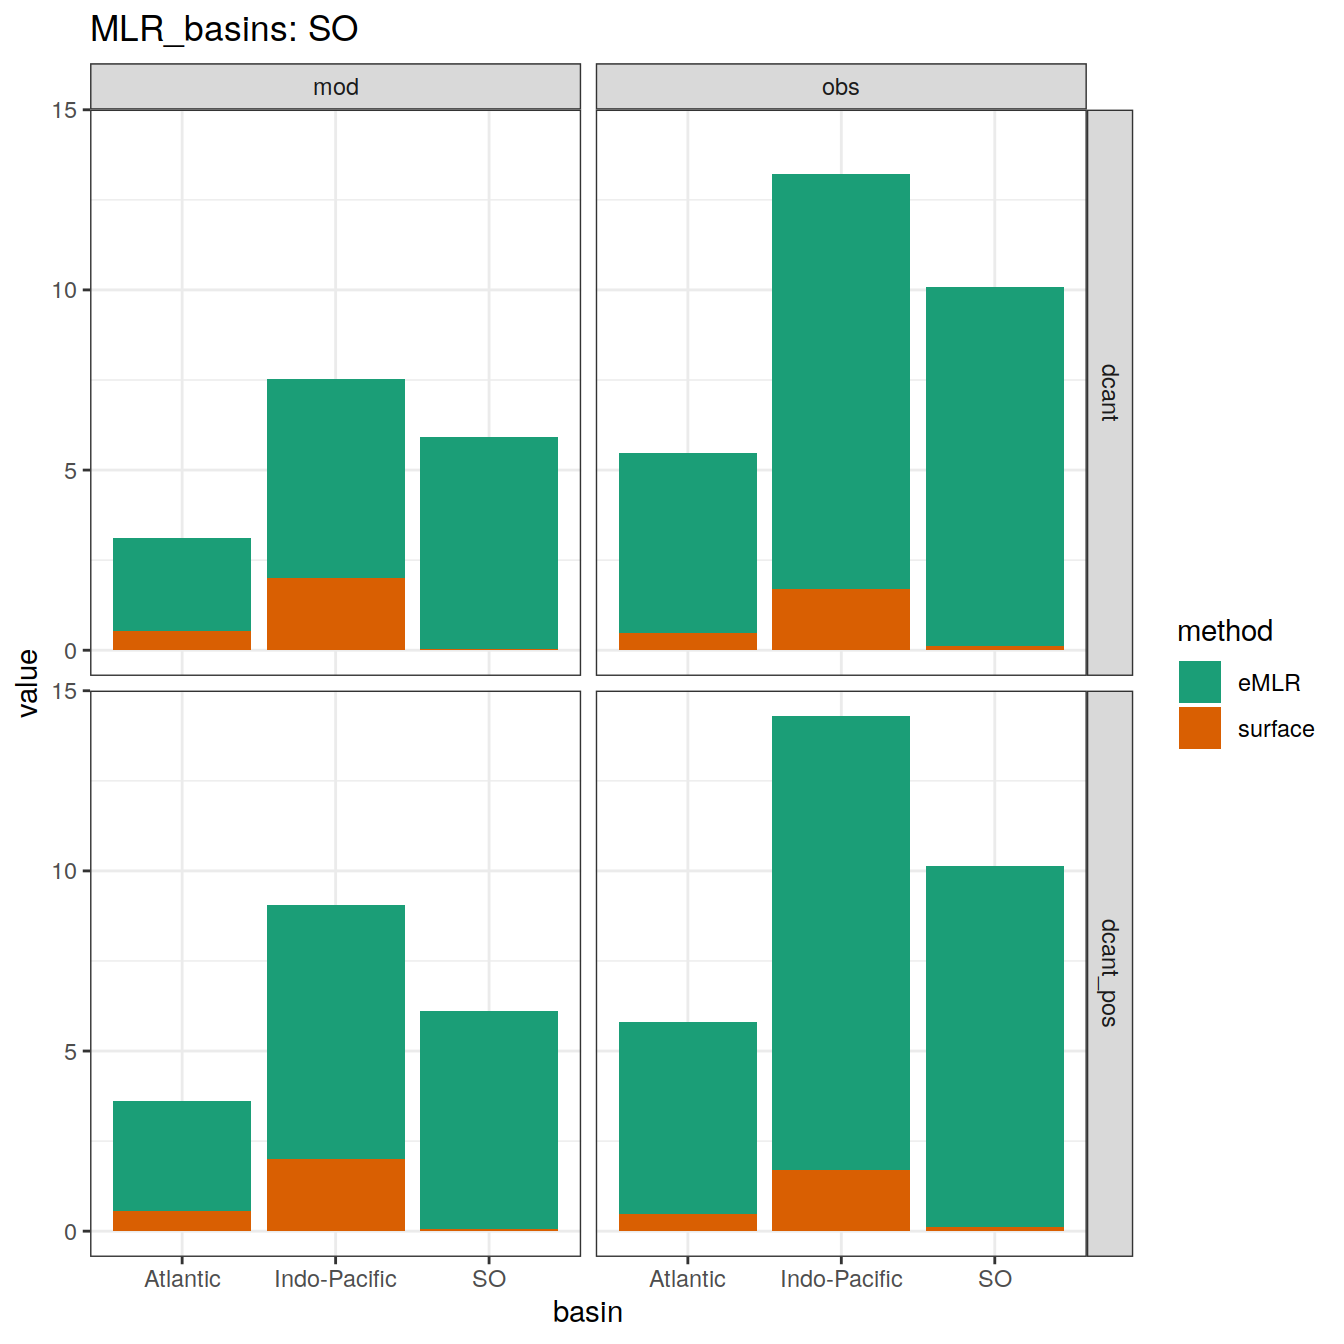 MLR_basins: SO
mod
obs
15
10
5
0
dcant
15
10
5
0
dcant_pos
value
Atlantic
Indo-Pacific
SO
Atlantic
Indo-Pacific
SO
basin
method
eMLR
surface